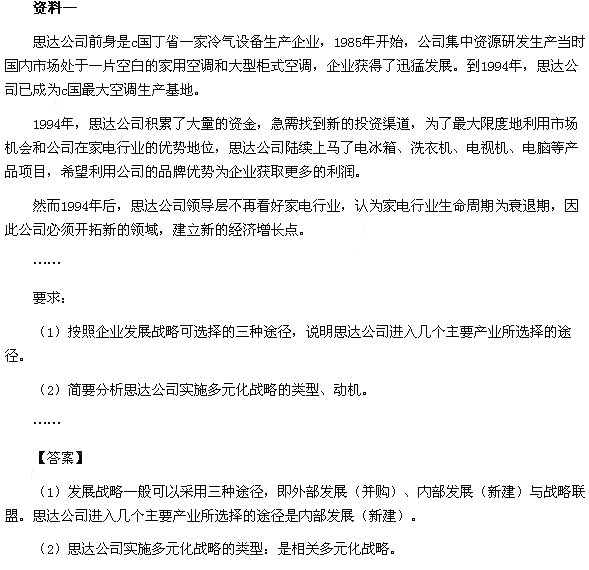 资料一
思达公司前身是c国丁省一家冷气设备生产企业，1985年开始，公司集中资源研发生产当时
国内市场处于一片空白的家用空调和大型柜式空调，企业获得了迅猛发展。到1994年，思达公
司已成为c国最大空调生产基地。
1994年，思达公司积累了大量的资金，急需找到新的投资渠道，为了最大限度地利用市场
机会和公司在家电行业的优势地位，思达公司陆续上马了电冰箱、洗衣机、电视机、电脑等产
品项目，希望利用公司的品牌优势为企业获取更多的利润。
然而1994年后，思达公司领导层不再看好家电行业，认为家电行业生命周期为衰退期，因
此公司必须开拓新的领域，建立新的经济增长点。
……
要求：
（1）按照企业发展战略可选择的三种途径，说明思达公司进入几个主要产业所选择的途
径。
（2）简要分析思达公司实施多元化战略的类型、动机。
……
【答案】
（1）发展战略一般可以采用三种途径，即外部发展（并购）、内部发展（新建）与战略联
盟。思达公司进入几个主要产业所选择的途径是内部发展（新建）。
（2）思达公司实施多元化战略的类型：是相关多元化战略。